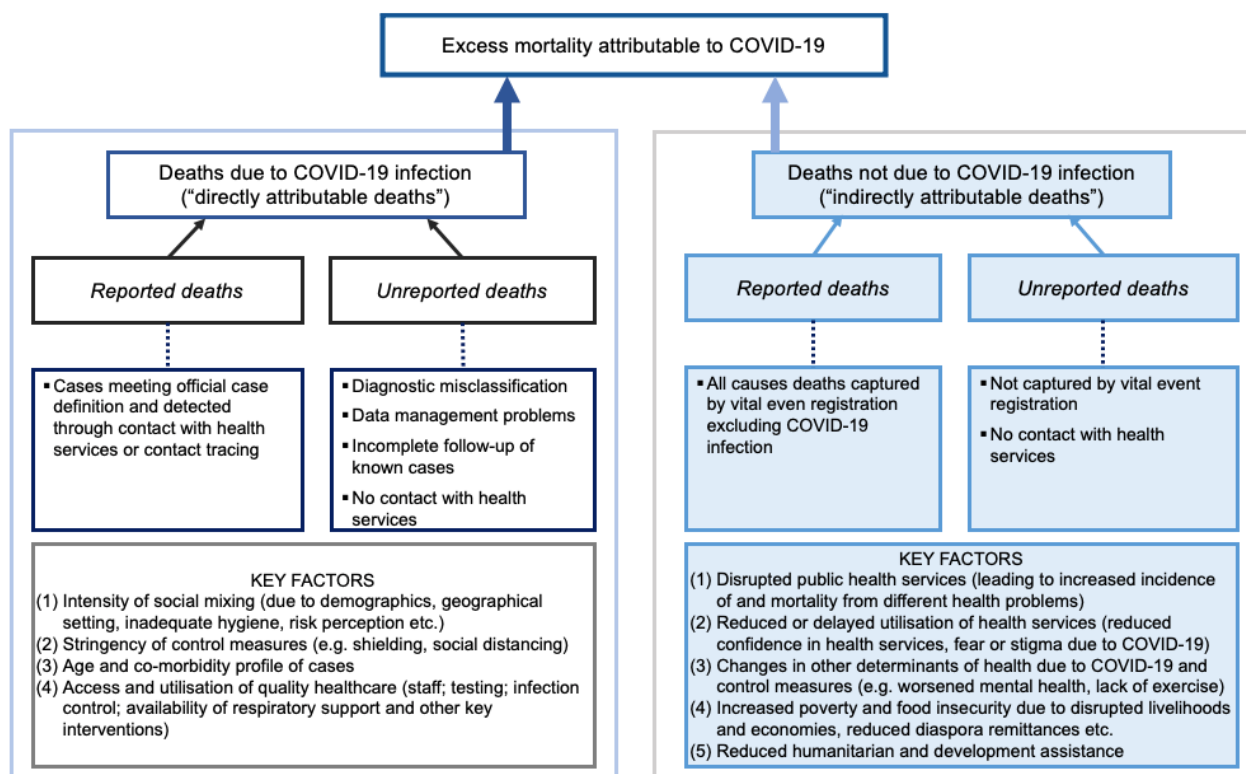 Excess mortality attributable to COVID-19
Deaths due to COVID-19 infection
(“directly attributable deaths”)
Reported deaths
Unreported deaths
▪ Cases meeting official case
definition and detected
through contact with health
services or contact tracing
▪ Diagnostic misclassification
▪ Data management problems
▪ Incomplete follow-up of
known cases
▪ No contact with health
services
KEY FACTORS
(1) Intensity of social mixing (due to demographics, geographical
setting, inadequate hygiene, risk perception etc.)
(2) Stringency of control measures (e.g. shielding, social distancing)
(3) Age and co-morbidity profile of cases
(4) Access and utilisation of quality healthcare (staff; testing; infection
control; availability of respiratory support and other key
interventions)
Deaths not due to COVID-19 infection
(“indirectly attributable deaths”)
Reported deaths
Unreported deaths
▪ All causes deaths captured
by vital even registration
excluding COVID-19
infection
▪ Not captured by vital event
registration
▪ No contact with health
services
KEY FACTORS
(1) Disrupted public health services (leading to increased incidence
of and mortality from different health problems)
(2) Reduced or delayed utilisation of health services (reduced
confidence in health services, fear or stigma due to COVID-19)
(3) Changes in other determinants of health due to COVID-19 and
control measures (e.g. worsened mental health, lack of exercise)
(4) Increased poverty and food insecurity due to disrupted livelihoods
and economies, reduced diaspora remittances etc.
(5) Reduced humanitarian and development assistance